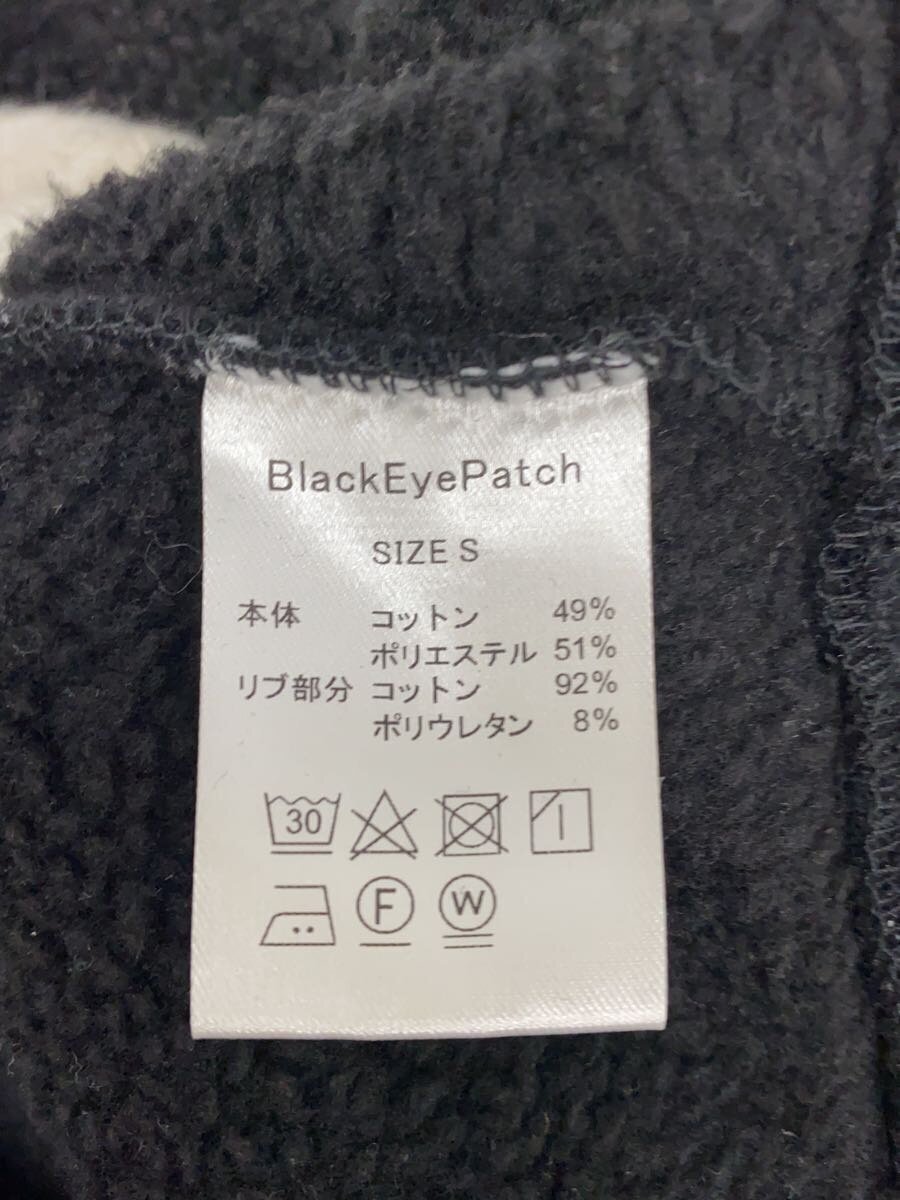 BlackEyePatch
SIZE S
本体 コットン 49%
ポリエステル 51%
リブ部分 コットン 92%
ポリウレタン 8%
30
F W